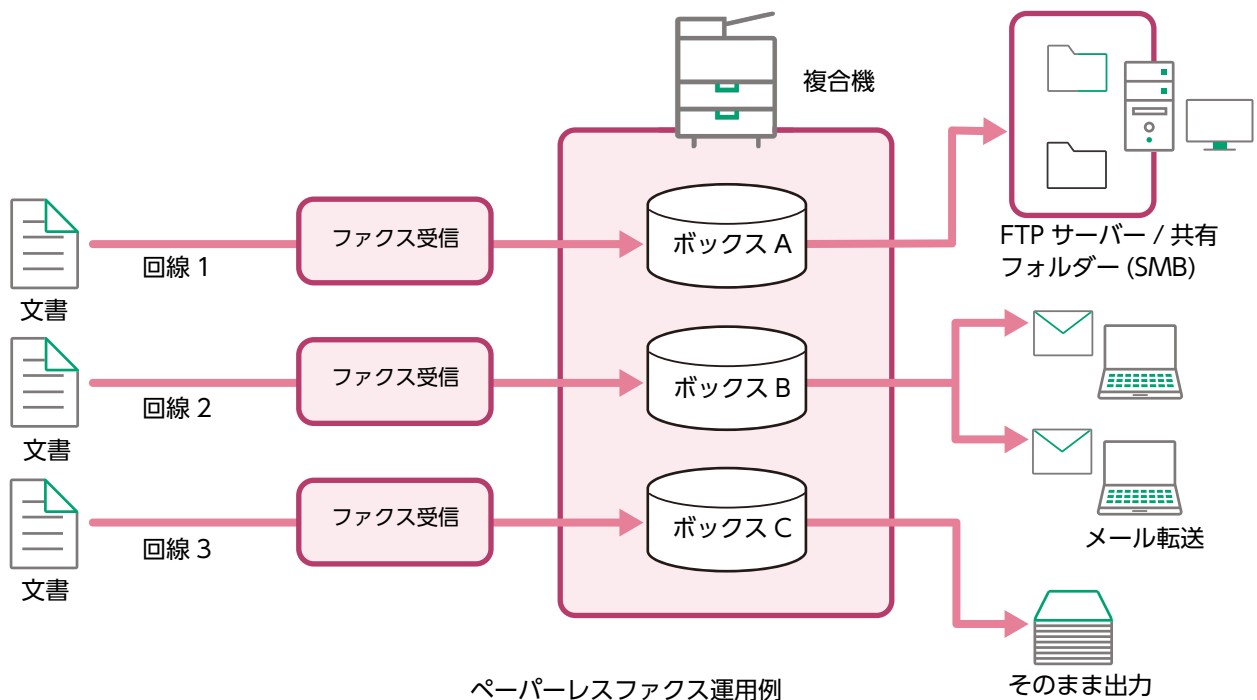 複合機
ファクス受信
ボックス A
回線 1
文書
FTP サーバー / 共有
フォルダー (SMB)
ファクス受信
ボックス B
回線 2
文書
ファクス受信
ボックス C
回線 3
文書
メール転送
そのまま出力
ペーパーレスファクス運用例